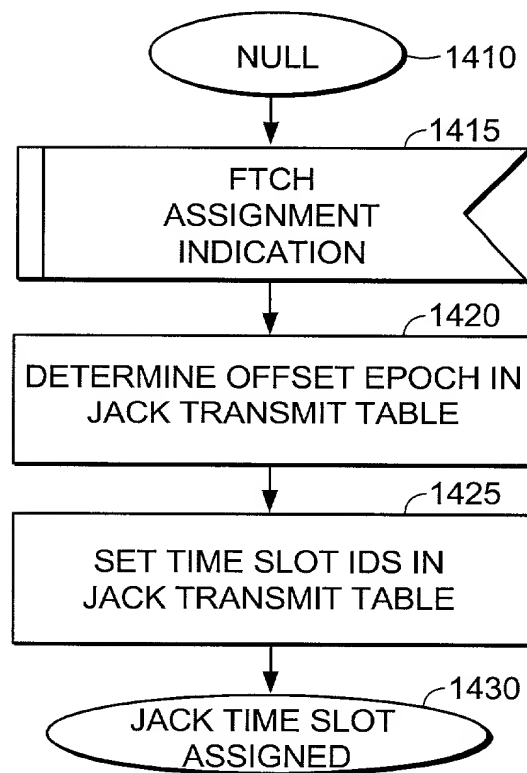 NULL
1410
1415
FTCH
ASSIGNMENT
INDICATION
1420
DETERMINE OFFSET EPOCH IN
JACK TRANSMIT TABLE
1425
SET TIME SLOT IDS IN
JACK TRANSMIT TABLE
1430
JACK TIME SLOT
ASSIGNED